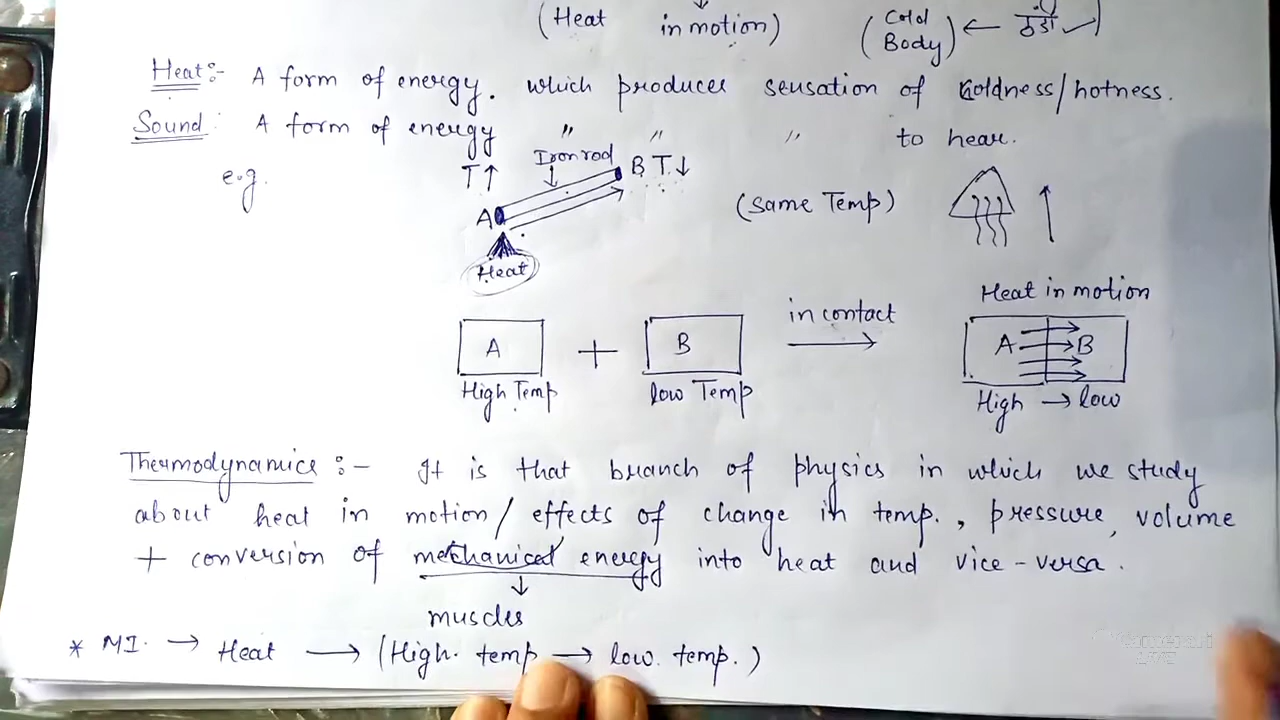 (Heat in motion) (Cold Body) ←
Heat:- A form of energy. which produces sensation of coldness/hotness.
Sound: A form of energy " " " to hear.
e.g. T↑ Iron rod B T↓
A (Same Temp)
Heat
Heat in motion
A + B in contact A B
High Temp low Temp High → low
Thermodynamics :- It is that branch of physics in which we study
about heat in motion/ effects of change in temp., pressure, volume
+ conversion of mechanical energy into heat and vice-versa.
↓
muscles
* MI. → Heat → (High. temp → low. temp.)